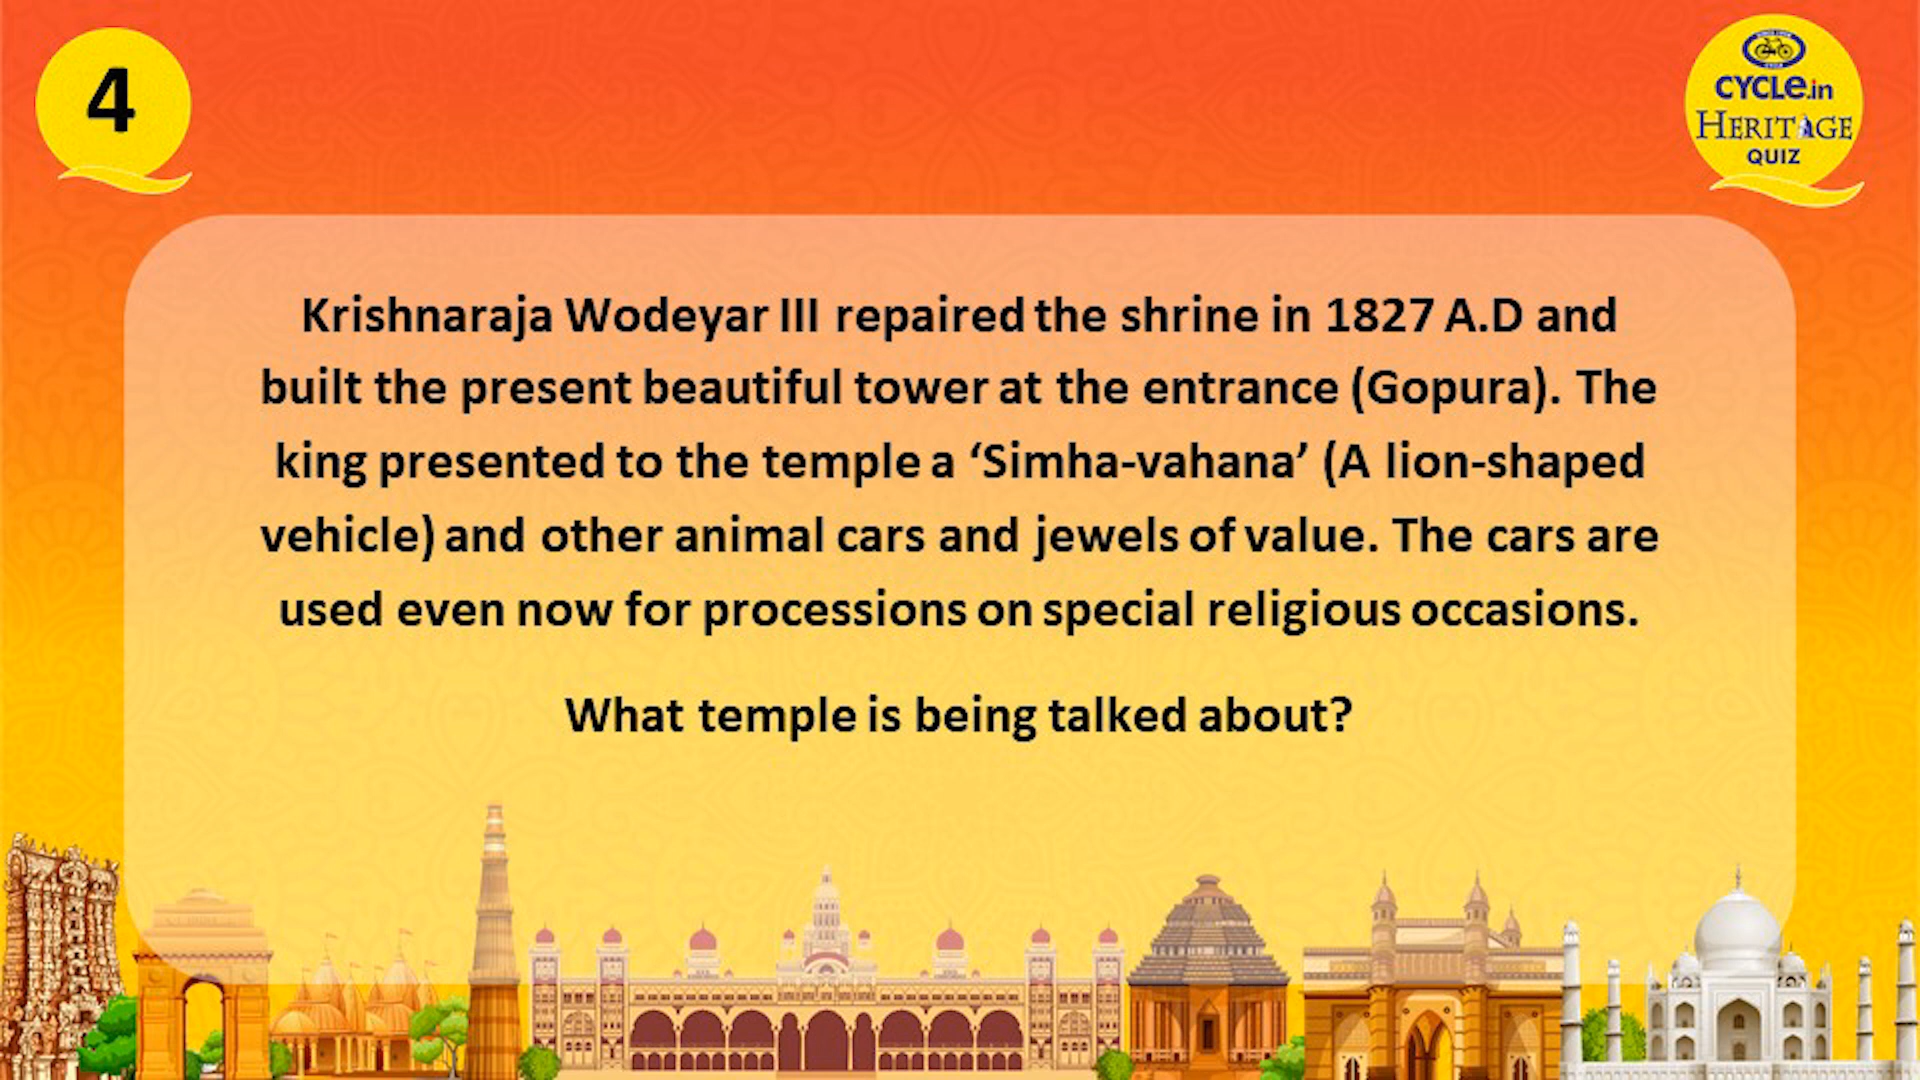 4
CYCLE.in
HERITAGE
QUIZ
Krishnaraja Wodeyar III repaired the shrine in 1827 A.D and
built the present beautiful tower at the entrance (Gopura). The
king presented to the temple a ‘Simha-vahana’ (A lion-shaped
vehicle) and other animal cars and jewels of value. The cars are
used even now for processions on special religious occasions.
What temple is being talked about?